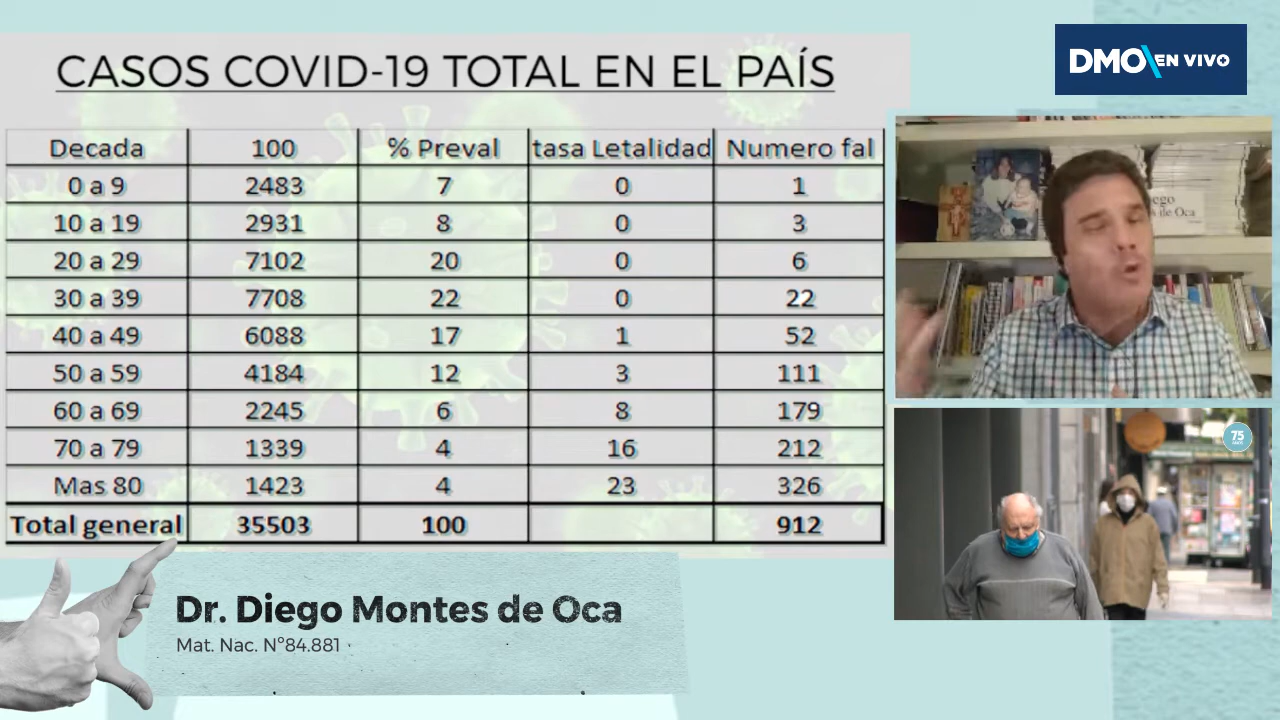 CASOS COVID-19 TOTAL EN EL PAÍS
Decada 100 % Preval tasa Letalidad Numero fal
0 a 9 2483 7 0 1
10 a 19 2931 8 0 3
20 a 29 7102 20 0 6
30 a 39 7708 22 0 22
40 a 49 6088 17 1 52
50 a 59 4184 12 3 111
60 a 69 2245 6 8 179
70 a 79 1339 4 16 212
Mas 80 1423 4 23 326
Total general 35503 100 912
DMO\EN VIVO
de Oca
75
Dr. Diego Montes de Oca
Mat. Nac. N°84.881